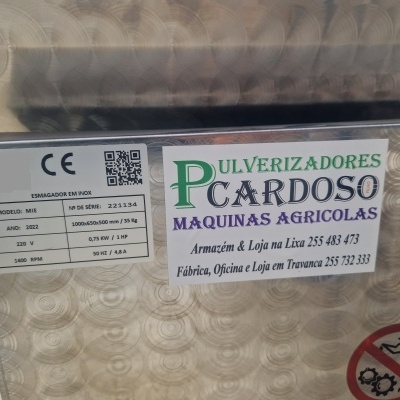 CE
ESMAGADOR EM INOX
MODELO: MIE Nº DE SÉRIE: 221134
ANO: 2022 1000x650x500 mm / 35 Kg
220 V 0,75 KW / 1 HP
1400 RPM 50 HZ / 4,8 A
PULVERIZADORES
CARDOSO
MAQUINAS AGRICOLAS
Armazém & Loja na Lixa 255 483 473
Fábrica, Oficina e Loja em Travanca 255 732 333